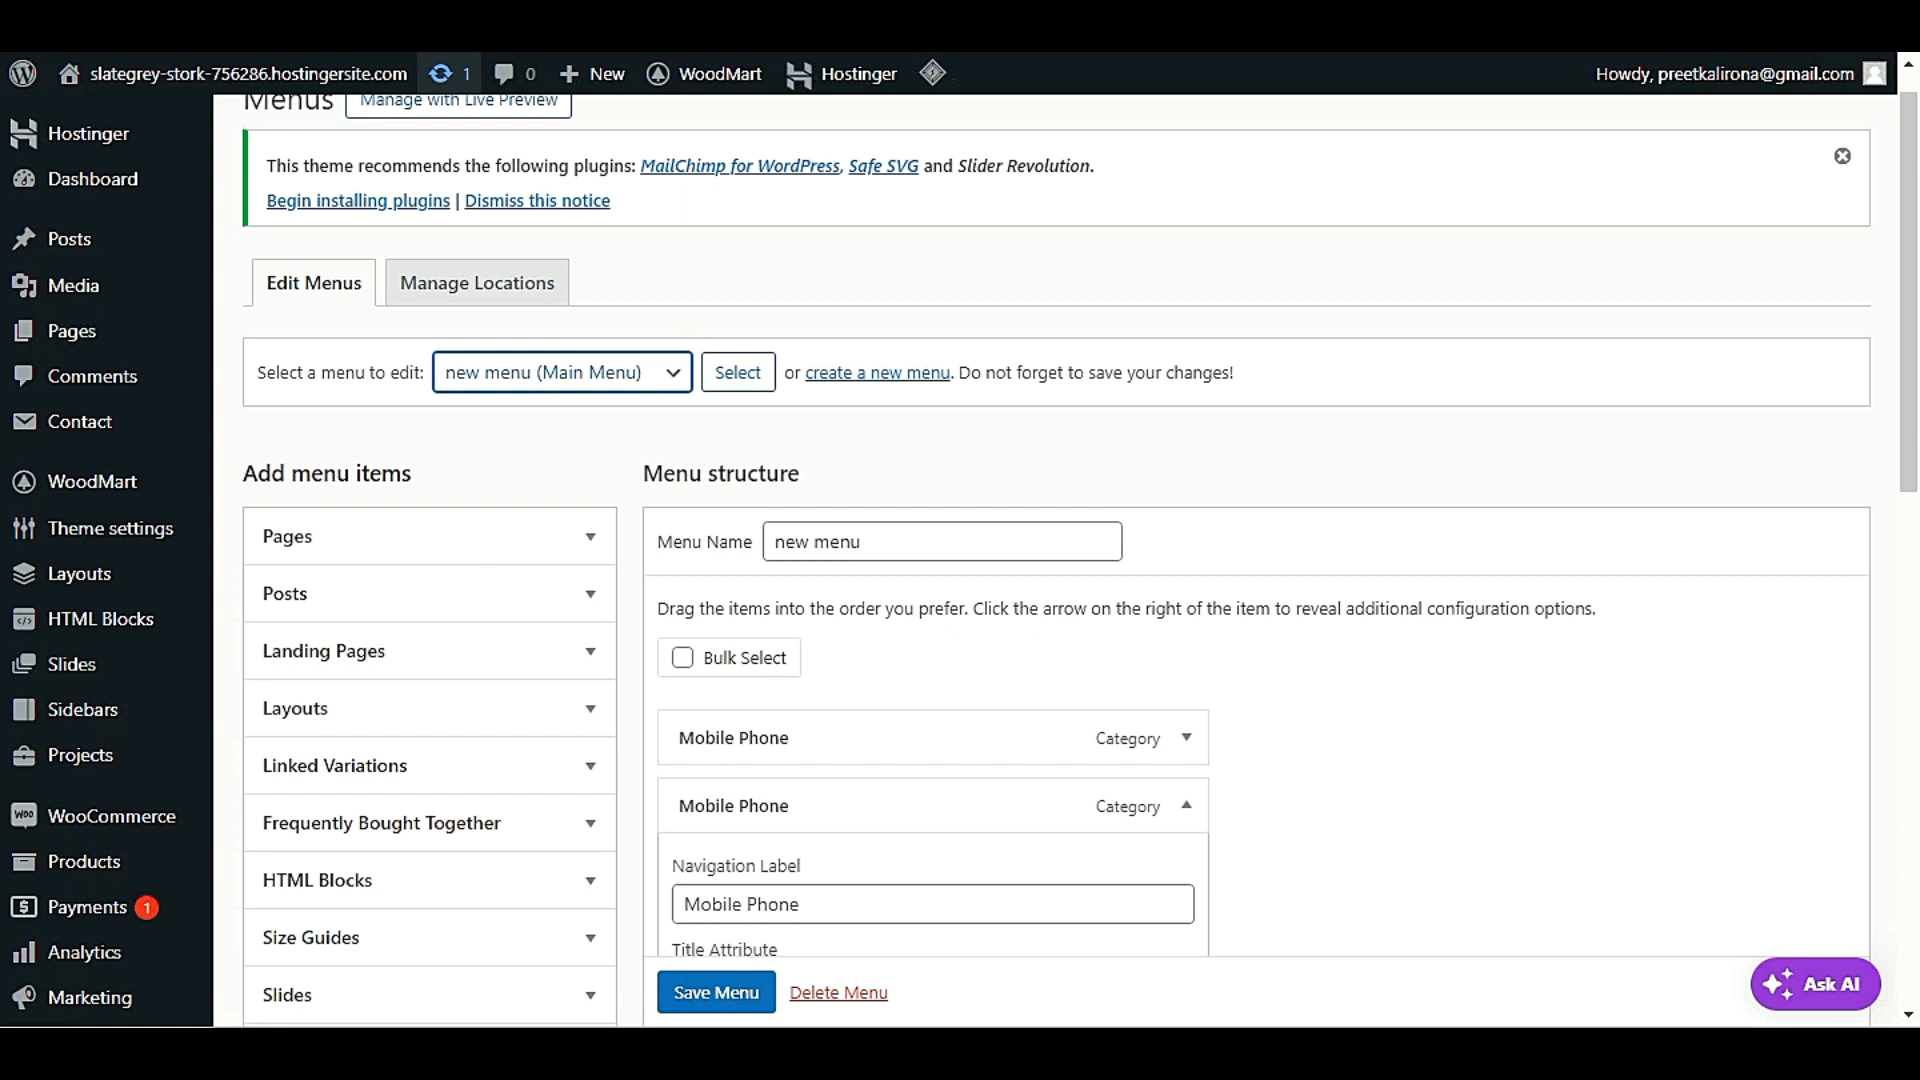 slategrey-stork-756286.hostingersite.com 1 0 New WoodMart Hostinger Howdy, preetkalirona@gmail.com
Menus Manage with Live Preview
Hostinger
Dashboard
Posts
Media
Pages
Comments
Contact
WoodMart
Theme settings
Layouts
HTML Blocks
Slides
Sidebars
Projects
WooCommerce
Products
Payments 1
Analytics
Marketing
This theme recommends the following plugins: MailChimp for WordPress, Safe SVG and Slider Revolution.
Begin installing plugins | Dismiss this notice
Edit Menus Manage Locations
Select a menu to edit: new menu (Main Menu) Select or create a new menu. Do not forget to save your changes!
Add menu items
Pages
Posts
Landing Pages
Layouts
Linked Variations
Frequently Bought Together
HTML Blocks
Size Guides
Slides
Menu structure
Menu Name new menu
Drag the items into the order you prefer. Click the arrow on the right of the item to reveal additional configuration options.
Bulk Select
Mobile Phone Category
Mobile Phone Category
Navigation Label
Mobile Phone
Title Attribute
Save Menu Delete Menu
Ask AI